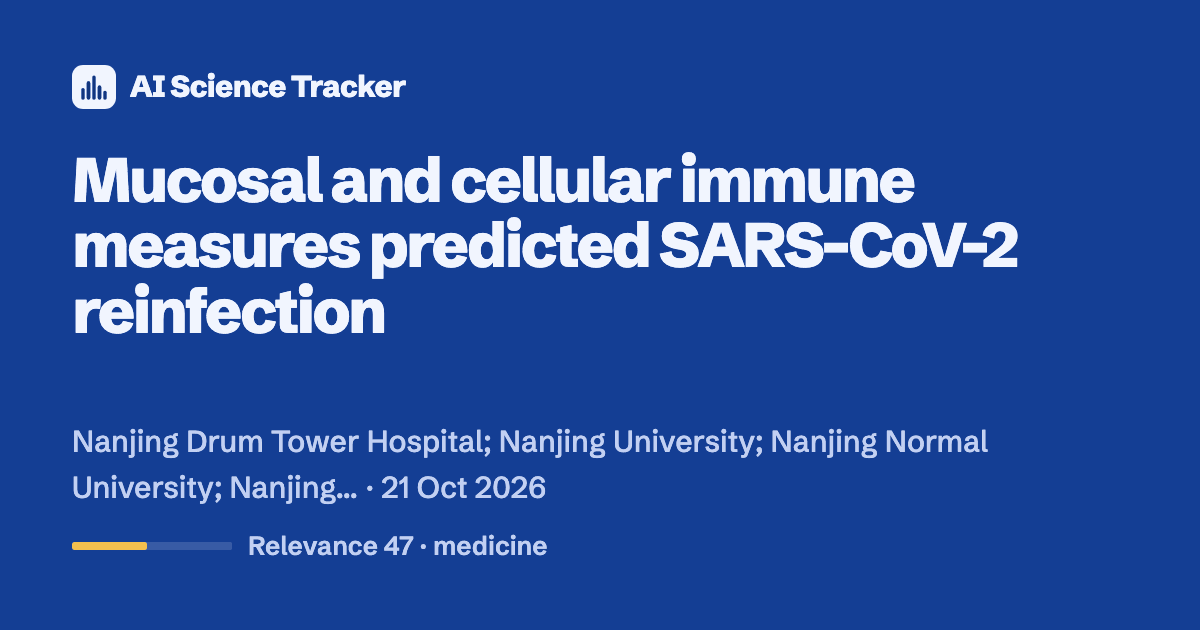 AI Science Tracker
Mucosal and cellular immune
measures predicted SARS-CoV-2
reinfection
Nanjing Drum Tower Hospital; Nanjing University; Nanjing Normal
University; Nanjing... · 21 Oct 2026
Relevance 47 · medicine